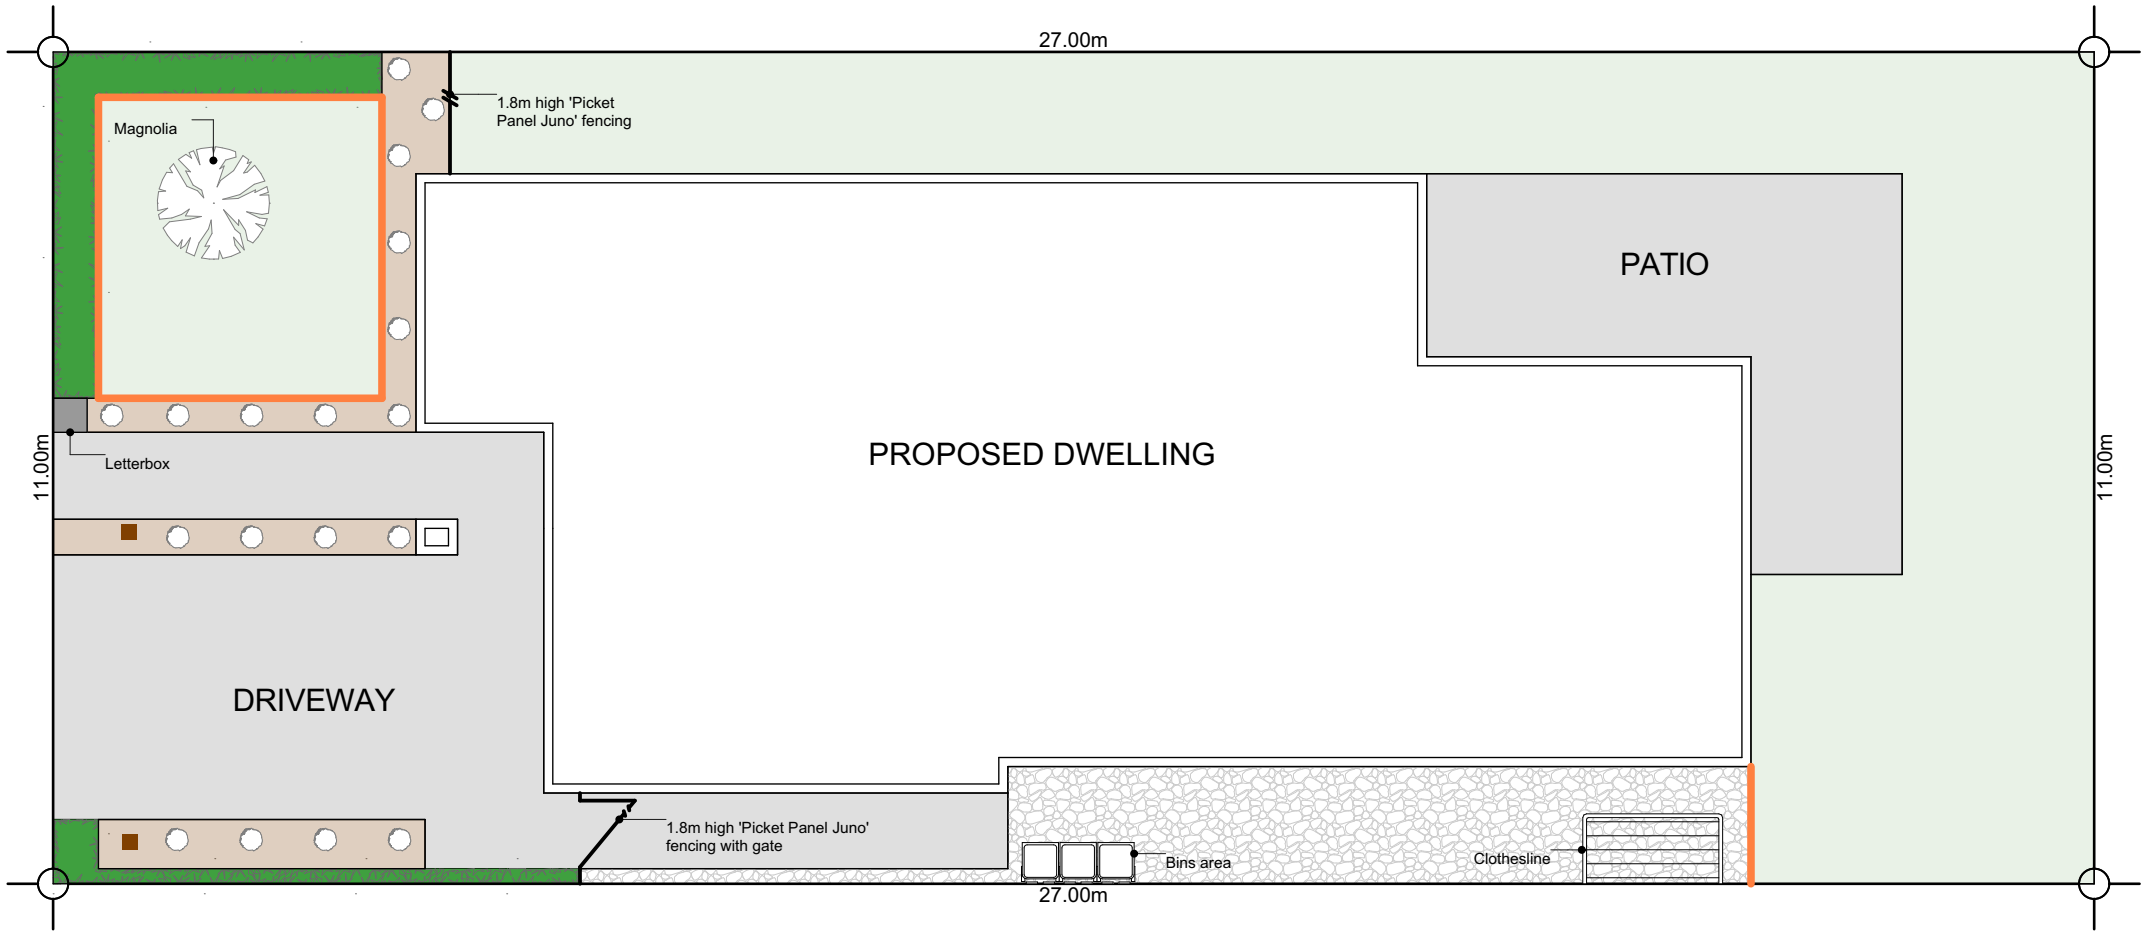 27.00m
1.8m high 'Picket
Panel Juno' fencing
Magnolia
PATIO
PROPOSED DWELLING
Letterbox
11.00m
11.00m
DRIVEWAY
1.8m high 'Picket Panel Juno'
fencing with gate
Bins area
Clothesline
27.00m